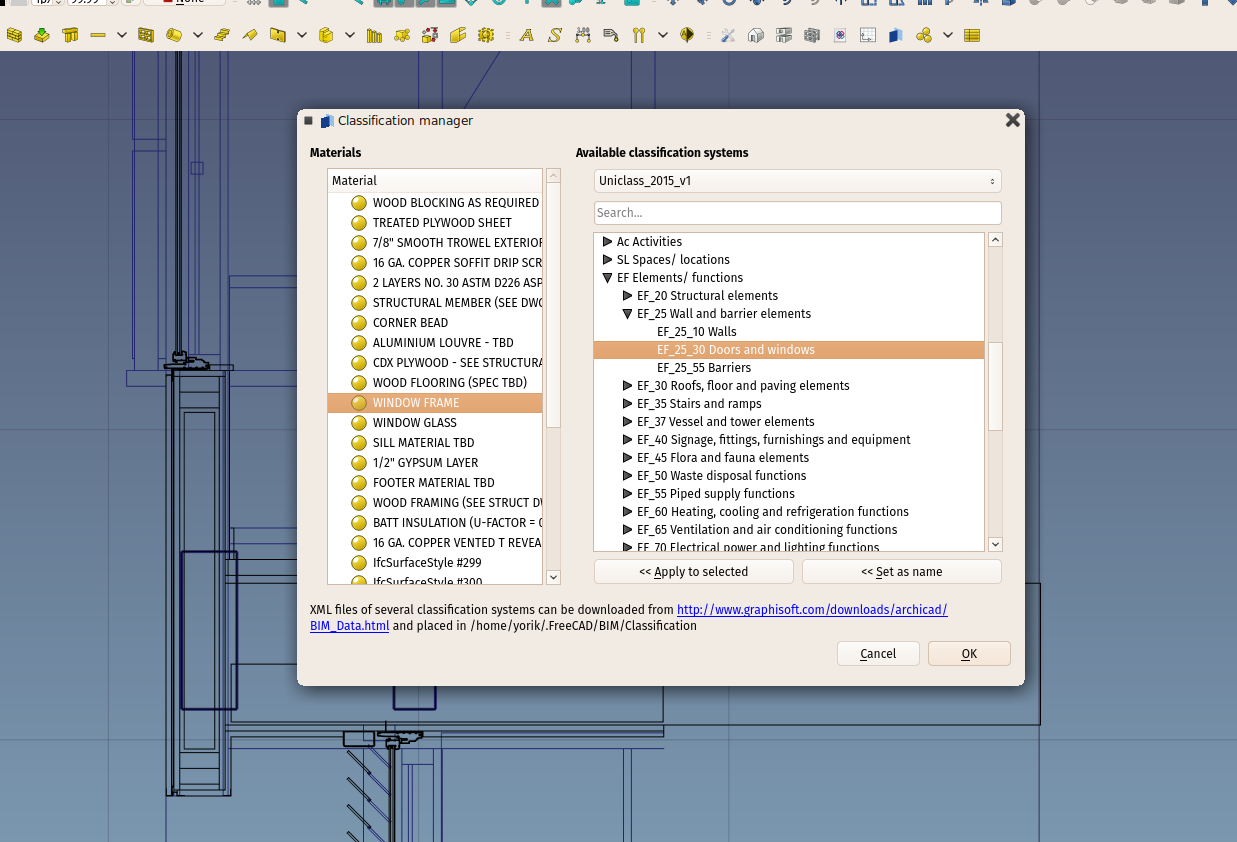 99.99
None
Classification manager
Materials
Material
WOOD BLOCKING AS REQUIRED
TREATED PLYWOOD SHEET
7/8" SMOOTH TROWEL EXTERIOR
16 GA. COPPER SOFFIT DRIP SCR
2 LAYERS NO. 30 ASTM D226 ASP
STRUCTURAL MEMBER (SEE DWG
CORNER BEAD
ALUMINIUM LOUVRE - TBD
CDX PLYWOOD - SEE STRUCTURA
WOOD FLOORING (SPEC TBD)
WINDOW FRAME
WINDOW GLASS
SILL MATERIAL TBD
1/2" GYPSUM LAYER
FOOTER MATERIAL TBD
WOOD FRAMING (SEE STRUCT DW
BATT INSULATION (U-FACTOR = 0
16 GA. COPPER VENTED T REVEA
IfcSurfaceStyle #299
IfcSurfaceStyle #300
Available classification systems
Uniclass_2015_v1
Search...
Ac Activities
SL Spaces/ locations
EF Elements/ functions
EF_20 Structural elements
EF_25 Wall and barrier elements
EF_25_10 Walls
EF_25_30 Doors and windows
EF_25_55 Barriers
EF_30 Roofs, floor and paving elements
EF_35 Stairs and ramps
EF_37 Vessel and tower elements
EF_40 Signage, fittings, furnishings and equipment
EF_45 Flora and fauna elements
EF_50 Waste disposal functions
EF_55 Piped supply functions
EF_60 Heating, cooling and refrigeration functions
EF_65 Ventilation and air conditioning functions
EF_70 Electrical power and lighting functions
<< Apply to selected
<< Set as name
XML files of several classification systems can be downloaded from http://www.graphisoft.com/downloads/archicad/
BIM_Data.html and placed in /home/yorik/.FreeCAD/BIM/Classification
Cancel
OK